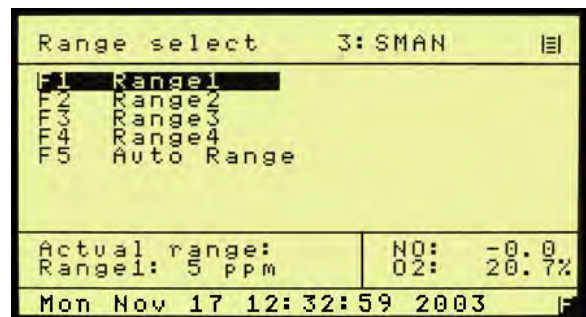 Range select 3:SMAN
F1 Range1
F2 Range2
F3 Range3
F4 Range4
F5 Auto Range
Actual range:
Range1: 5 ppm
NO: -0.0
O2: 20.7%
Mon Nov 17 12:32:59 2003 F